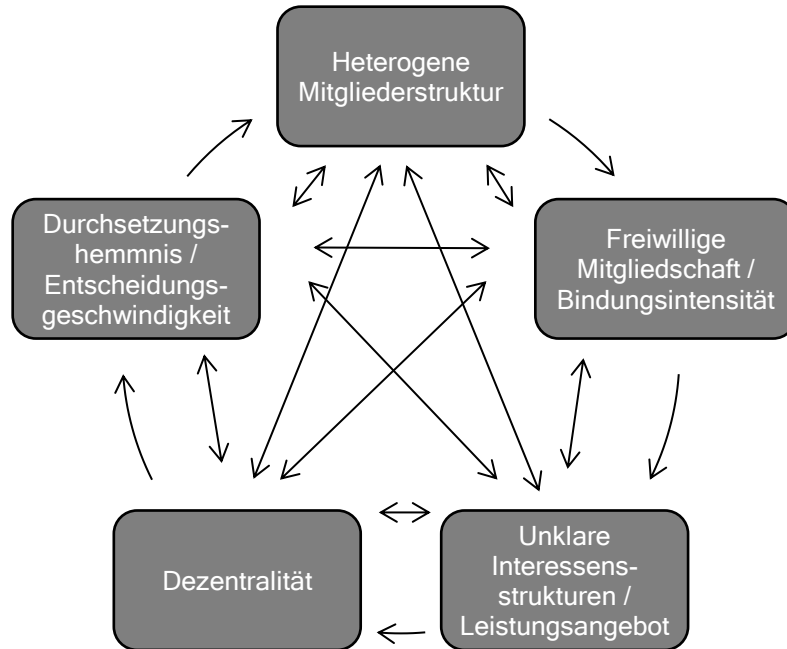 Heterogene
Mitgliederstruktur
Durchsetzungs-
hemmnis /
Entscheidungs-
geschwindigkeit
Freiwillige
Mitgliedschaft /
Bindungsintensität
Dezentralität
Unklare
Interessens-
strukturen /
Leistungsangebot